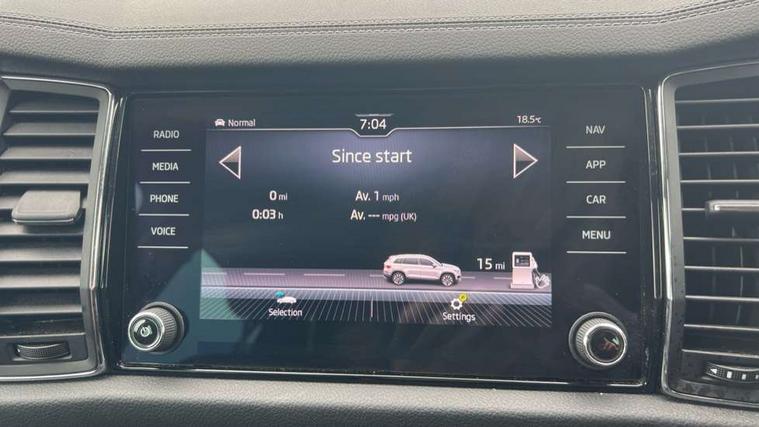 RADIO
MEDIA
PHONE
VOICE
Normal
7:04
18.5°C
Since start
0 mi
Av. 1 mph
0:03 h
Av. --- mpg (UK)
15 mi
Selection
Settings
NAV
APP
CAR
MENU